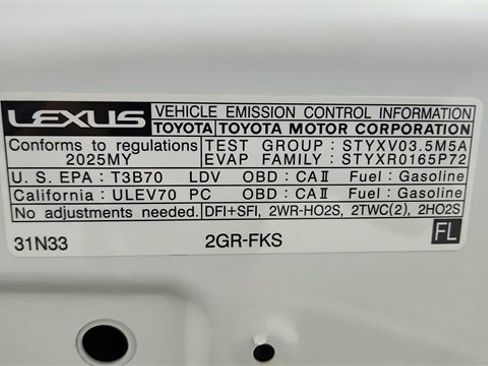 LEXUS VEHICLE EMISSION CONTROL INFORMATION
TOYOTA TOYOTA MOTOR CORPORATION
Conforms to regulations TEST GROUP : STYXV03.5M5A
2025MY EVAP FAMILY : STYXR0165P72
U. S. EPA : T3B70 LDV OBD : CAⅡ Fuel : Gasoline
California : ULEV70 PC OBD : CAⅡ Fuel : Gasoline
No adjustments needed. DFI+SFI, 2WR-HO2S, 2TWC(2), 2HO2S
31N33 2GR-FKS FL